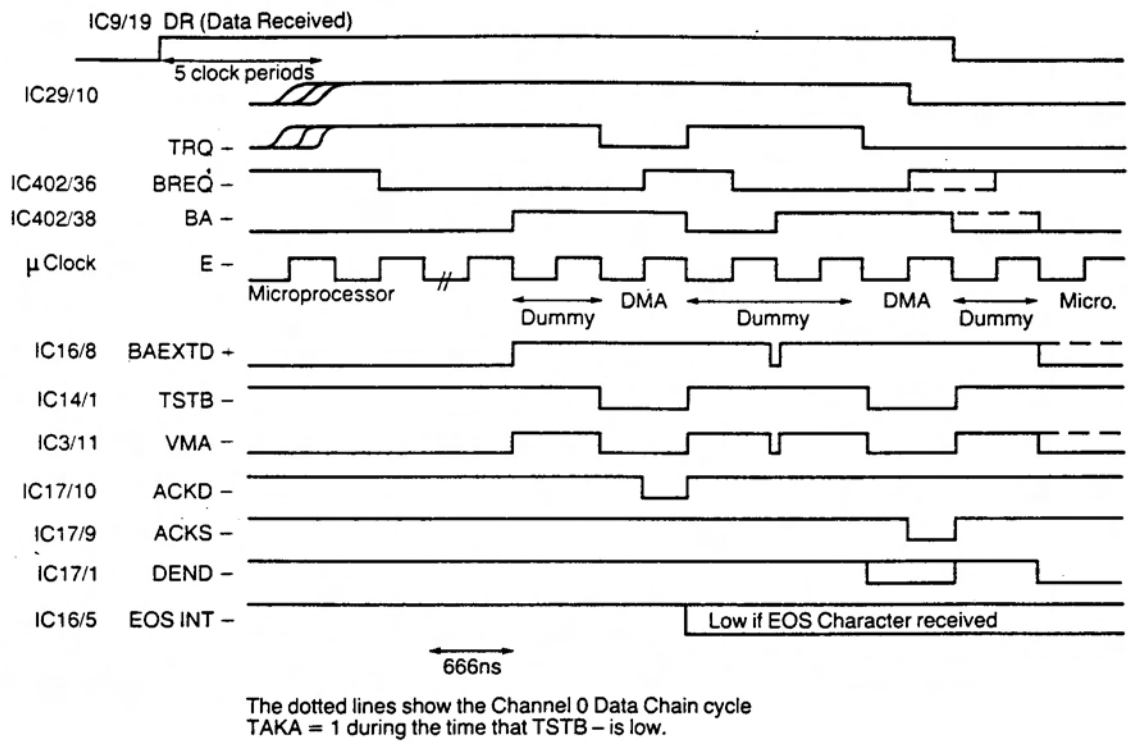 IC9/19 DR (Data Received)
5 clock periods
IC29/10
TRQ –
IC402/36 BREQ –
IC402/38 BA –
μ Clock E –
Microprocessor
DMA
DMA
Micro.
Dummy
Dummy
Dummy
IC16/8 BAEXTD +
IC14/1 TSTB –
IC3/11 VMA –
IC17/10 ACKD –
IC17/9 ACKS –
IC17/1 DEND –
IC16/5 EOS INT –
Low if EOS Character received
666ns
The dotted lines show the Channel 0 Data Chain cycle
TAKA = 1 during the time that TSTB – is low.